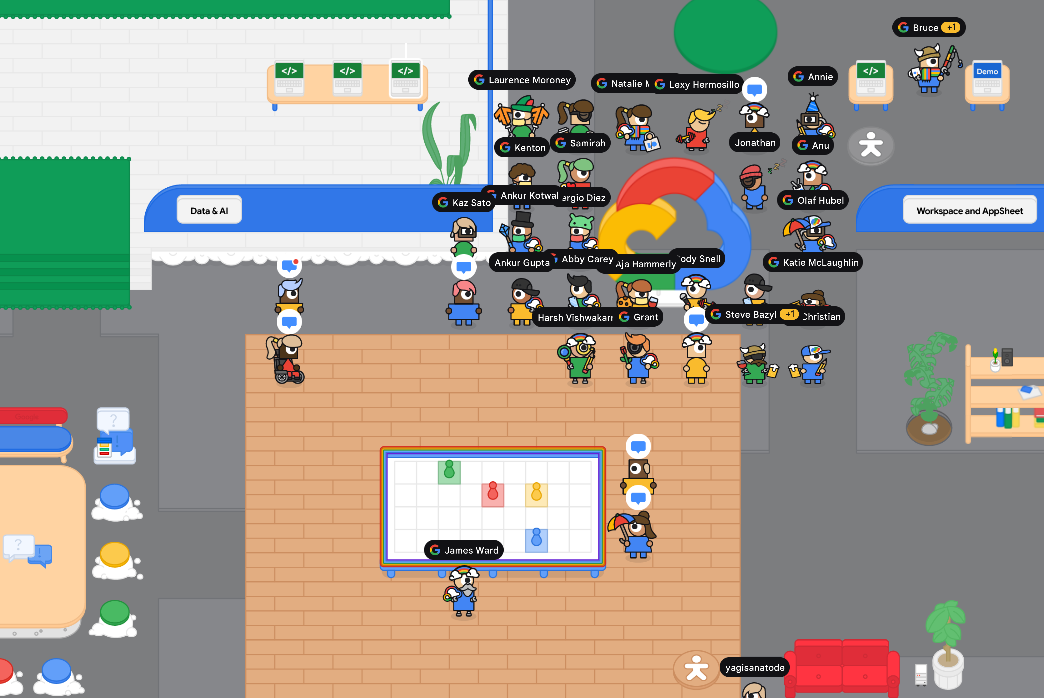 Bruce +1
</>
</>
</>
Laurence Moroney
Natalie M
Lexy Hermosillo
Annie
</>
Demo
Kenton
Samirah
Jonathan
Anu
Data & AI
Kaz Sato
Ankur Kotwal
ergio Diez
Olaf Hubel
Workspace and AppSheet
Ankur Gupta
Abby Carey
Aja Hammerly
ody Snell
Katie McLaughlin
Harsh Vishwakarr
Grant
Steve Bazyl +1
Christian
?
?
James Ward
yagisanatode